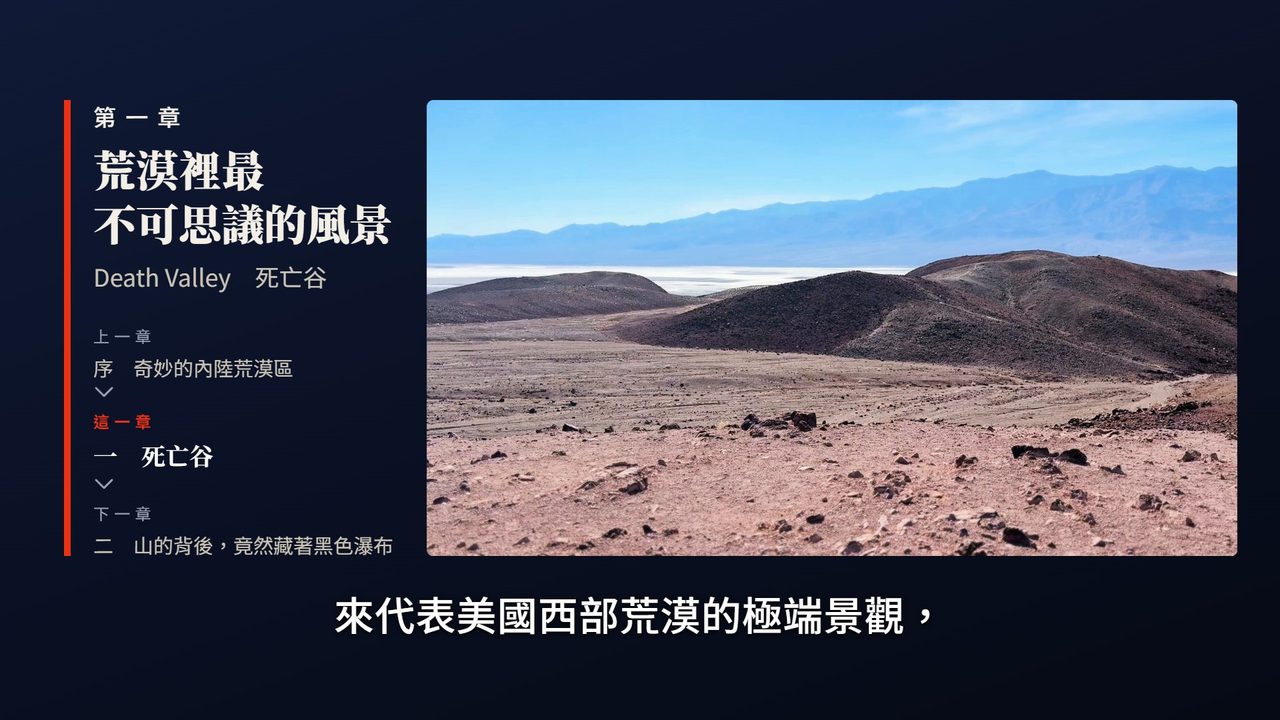 第一章
荒漠裡最
不可思議的風景
Death Valley　死亡谷
上一章
序　奇妙的內陸荒漠區
這一章
一　死亡谷
下一章
二　山的背後，竟然藏著黑色瀑布
來代表美國西部荒漠的極端景觀，